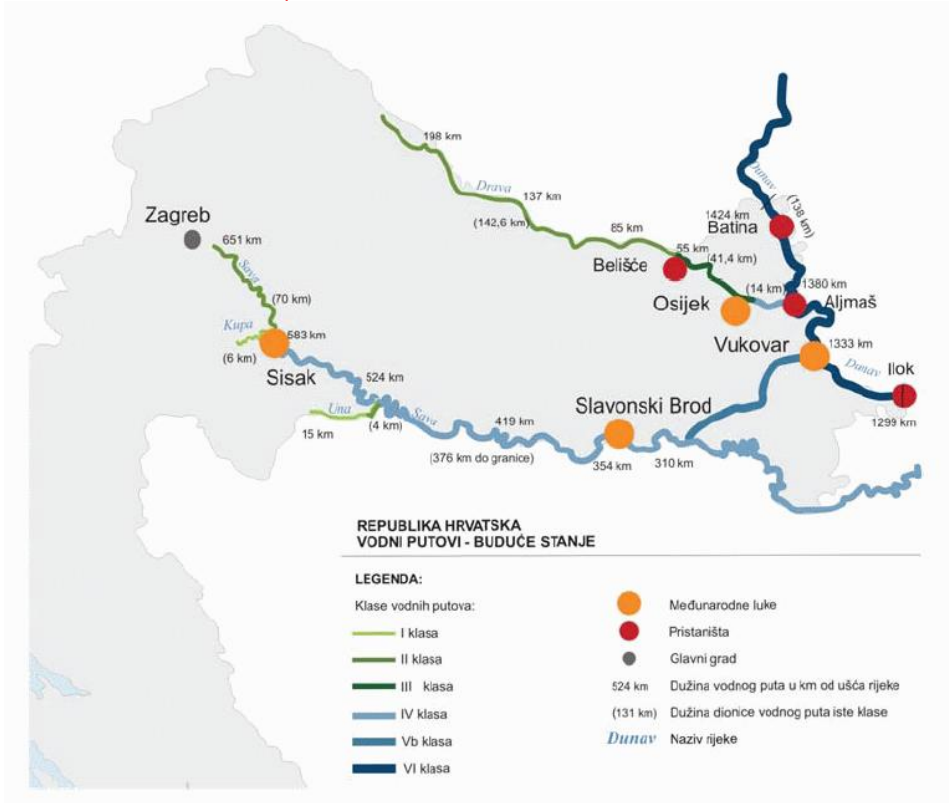 198 km
Drava
137 km
(142,6 km)
85 km
Dunav
(138 km)
1424 km
Batina
55 km
(41,4 km)
Belišće
(14 km)
1380 km
Osijek
Aljmaš
Zagreb
651 km
Sava
(70 km)
Kupa
583 km
(6 km)
Sisak
Vukovar
1333 km
Dunav
Ilok
1299 km
524 km
Una
(4 km)
15 km
Sava
419 km
(376 km do granice)
Slavonski Brod
354 km
310 km
REPUBLIKA HRVATSKA
VODNI PUTOVI - BUDUĆE STANJE
LEGENDA:
Klase vodnih putova:
I klasa
II klasa
III klasa
IV klasa
Vb klasa
VI klasa
Međunarodne luke
Pristaništa
Glavni grad
524 km Dužina vodnog puta u km od ušća rijeke
(131 km) Dužina dionice vodnog puta iste klase
Dunav Naziv rijeke